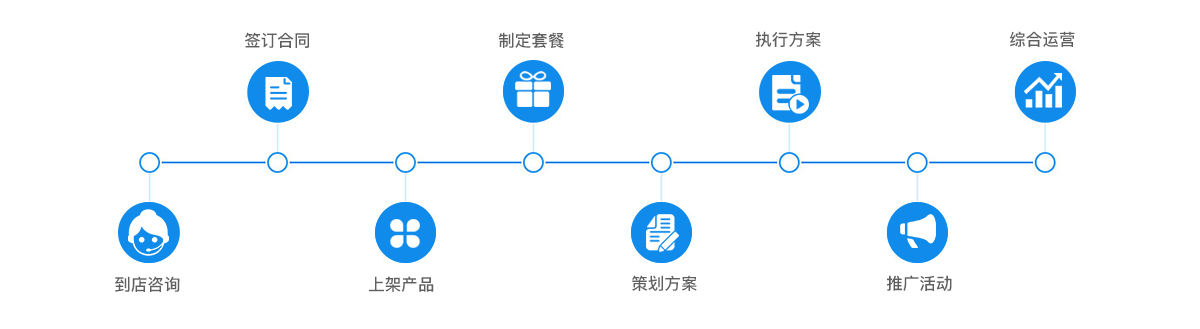 签订合同
制定套餐
执行方案
综合运营
到店咨询
上架产品
策划方案
推广活动